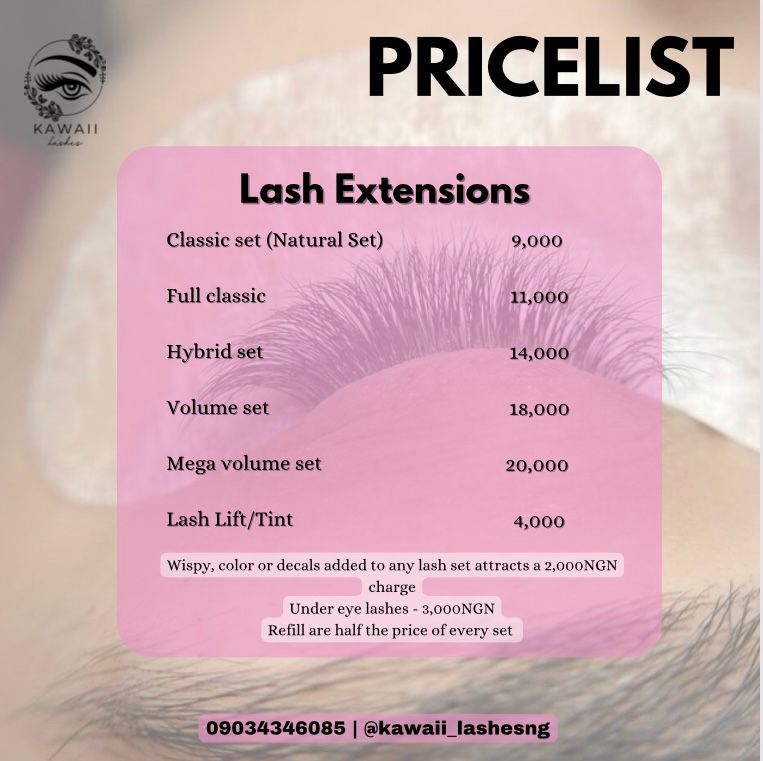 KAWAII
lashes
PRICELIST
Lash Extensions
Classic set (Natural Set) 9,000
Full classic 11,000
Hybrid set 14,000
Volume set 18,000
Mega volume set 20,000
Lash Lift/Tint 4,000
Wispy, color or decals added to any lash set attracts a 2,000NGN
charge
Under eye lashes - 3,000NGN
Refill are half the price of every set
09034346085 | @kawaii_lashesng